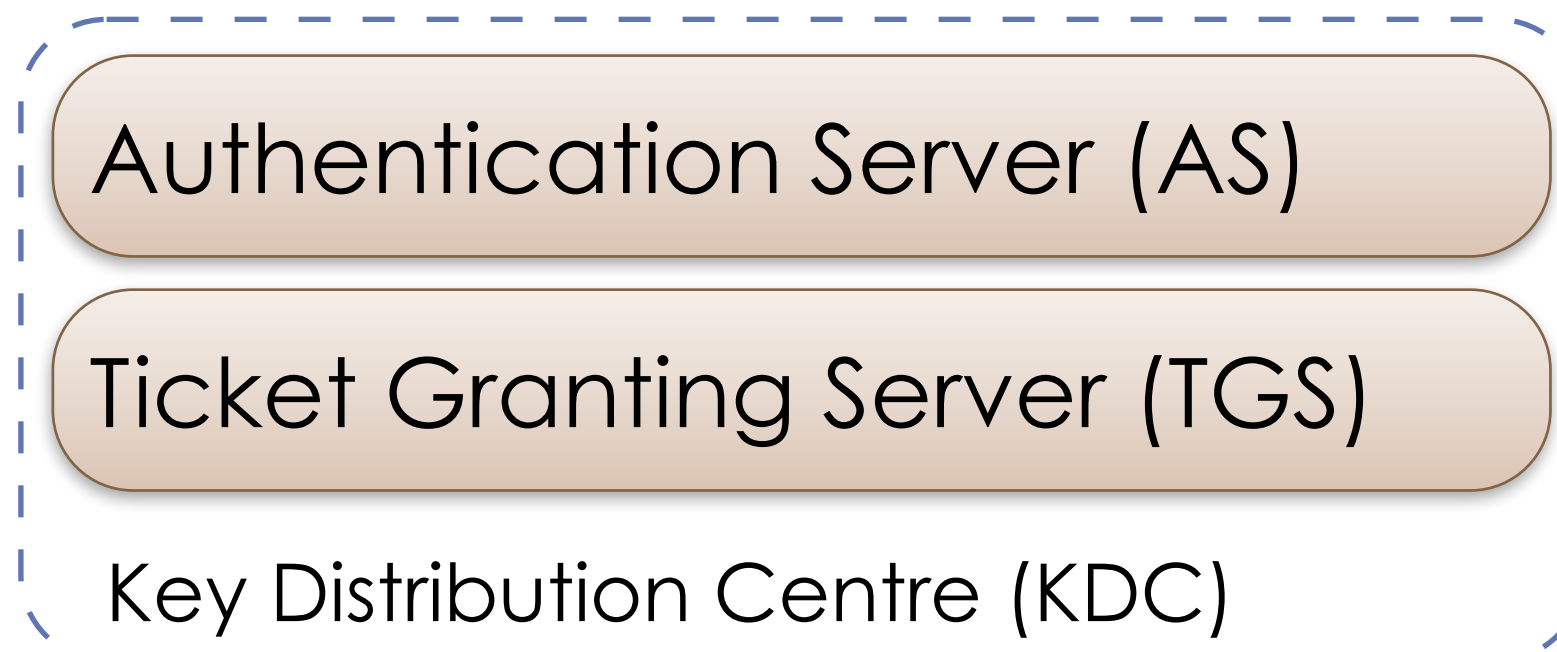 Authentication Server (AS)
Ticket Granting Server (TGS)
Key Distribution Centre (KDC)